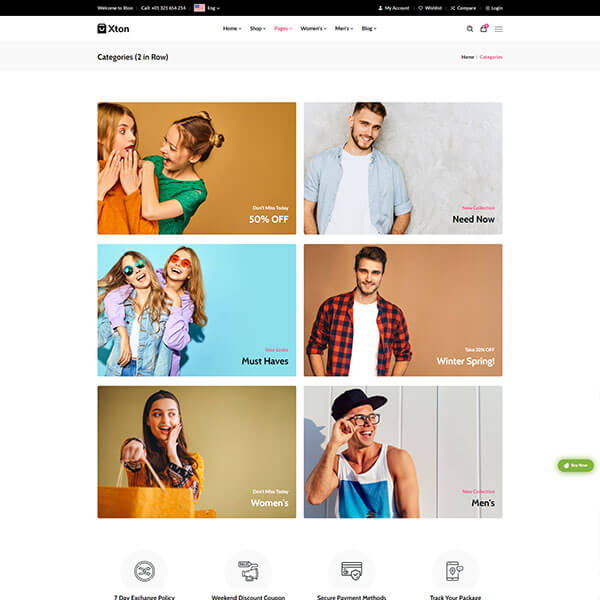 Welcome to Xton Call: +01 321 654 214 Eng My Account Wishlist Compare Login
Xton Home Shop Pages Women's Men's Blog
Categories (2 in Row) Home Categories
Don't Miss Today
50% OFF
New Collection
Need Now
Your Looks
Must Haves
Take 20% OFF
Winter Spring!
Buy Now
Don't Miss Today
Women's
New Collection
Men's
7 Day Exchange Policy Weekend Discount Coupon Secure Payment Methods Track Your Package